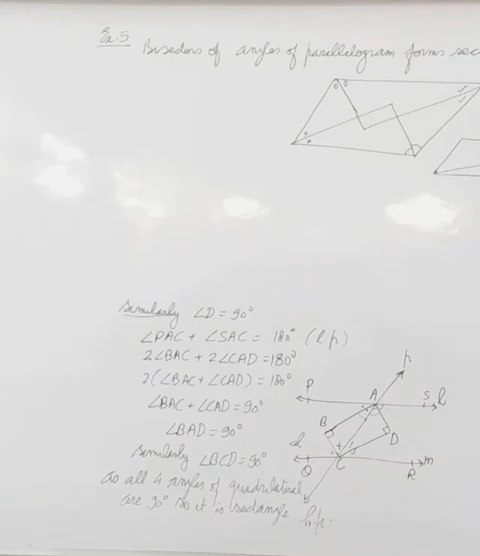 Ex-5 Bisectors of angles of parallelogram forms rec
Similarly ∠D = 90°
∠PAC + ∠SAC = 180° (l.p)
2∠BAC + 2∠CAD = 180°
2(∠BAC + ∠CAD) = 180°
∠BAC + ∠CAD = 90°
∠BAD = 90°
Similarly ∠BCD = 90°
as all 4 angles of quadrilateral
are 90° so it is rectangle h.p.
p
P A S l
B
D
C
Q R m